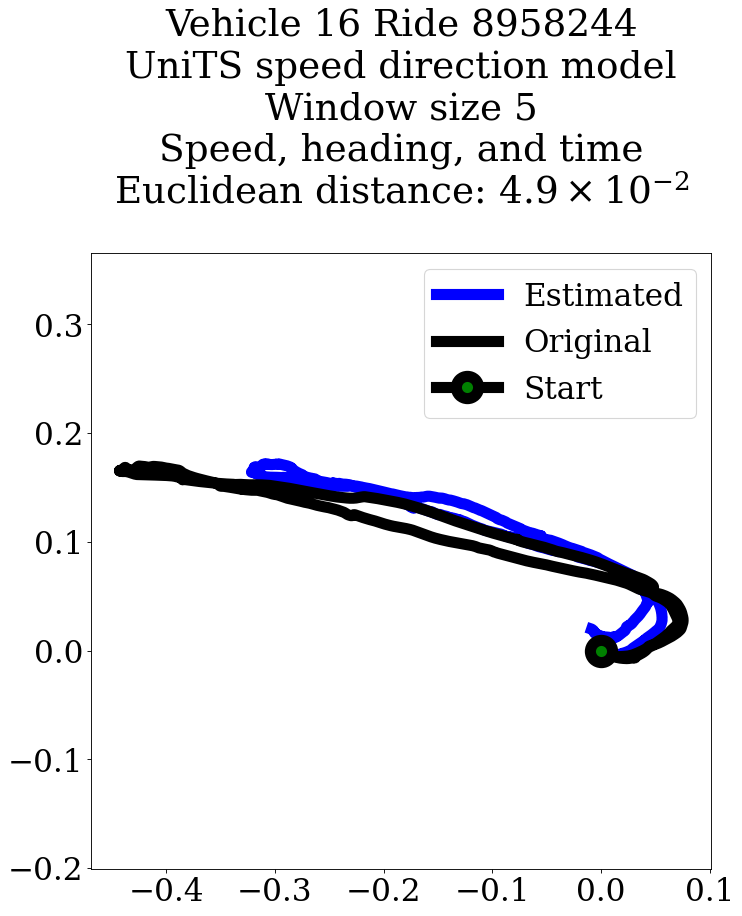 Vehicle 16 Ride 8958244
UniTS speed direction model
Window size 5
Speed, heading, and time
Euclidean distance: 4.9 × 10⁻²
Estimated
Original
Start
0.3
0.2
0.1
0.0
−0.1
−0.2
−0.4 −0.3 −0.2 −0.1 0.0 0.1